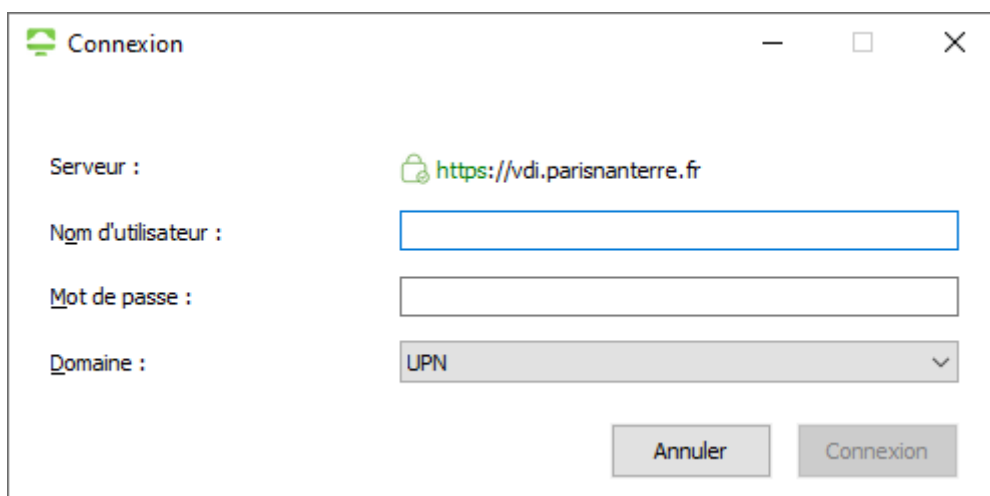 Connexion
Serveur : https://vdi.parisnanterre.fr
Nom d'utilisateur :
Mot de passe :
Domaine : UPN
Annuler Connexion